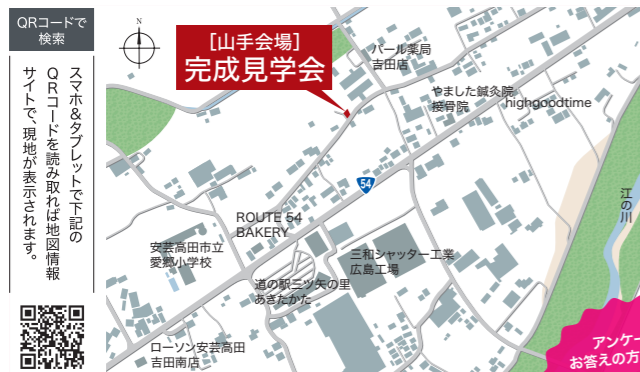 QRコードで
検索
スマホ&タブレットで下記の
QRコードを読み取れば地図情報
サイトで、現地が表示されます。
N
[山手会場]
完成見学会
パール薬局
吉田店
やました鍼灸院
接骨院
highgoodtime
54
江の川
ROUTE 54
BAKERY
安芸高田市立
愛郷小学校
三和シャッター工業
広島工場
道の駅三ツ矢の里
あきたかた
ローソン安芸高田
吉田南店
アンケー
お答えの方